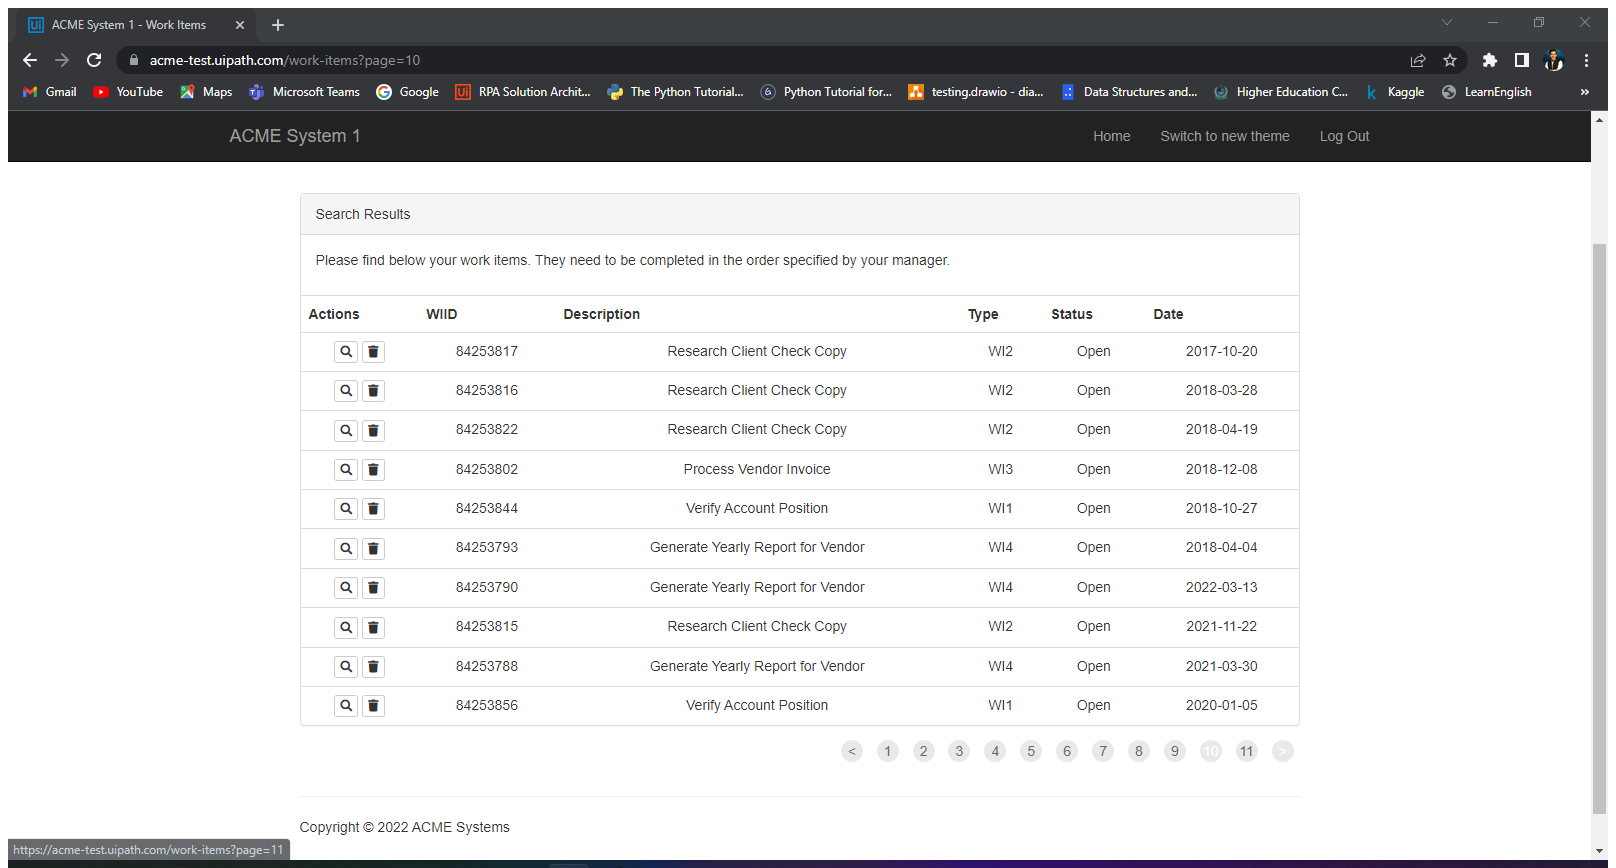 ACME System 1 - Work Items
acme-test.uipath.com/work-items?page=10
Gmail YouTube Maps Microsoft Teams Google RPA Solution Archit... The Python Tutorial... Python Tutorial for... testing.drawio - dia... Data Structures and... Higher Education C... Kaggle LearnEnglish »
ACME System 1 Home Switch to new theme Log Out
Search Results
Please find below your work items. They need to be completed in the order specified by your manager.
Actions WIID Description Type Status Date
84253817 Research Client Check Copy WI2 Open 2017-10-20
84253816 Research Client Check Copy WI2 Open 2018-03-28
84253822 Research Client Check Copy WI2 Open 2018-04-19
84253802 Process Vendor Invoice WI3 Open 2018-12-08
84253844 Verify Account Position WI1 Open 2018-10-27
84253793 Generate Yearly Report for Vendor WI4 Open 2018-04-04
84253790 Generate Yearly Report for Vendor WI4 Open 2022-03-13
84253815 Research Client Check Copy WI2 Open 2021-11-22
84253788 Generate Yearly Report for Vendor WI4 Open 2021-03-30
84253856 Verify Account Position WI1 Open 2020-01-05
< 1 2 3 4 5 6 7 8 9 10 11 >
Copyright © 2022 ACME Systems
https://acme-test.uipath.com/work-items?page=11